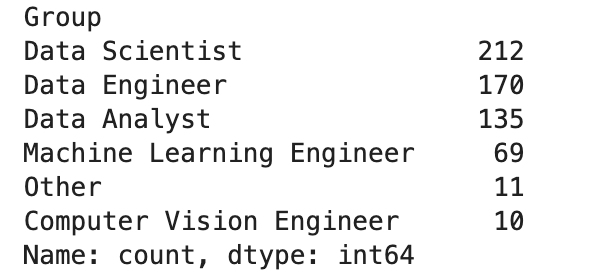 Group
Data Scientist 212
Data Engineer 170
Data Analyst 135
Machine Learning Engineer 69
Other 11
Computer Vision Engineer 10
Name: count, dtype: int64